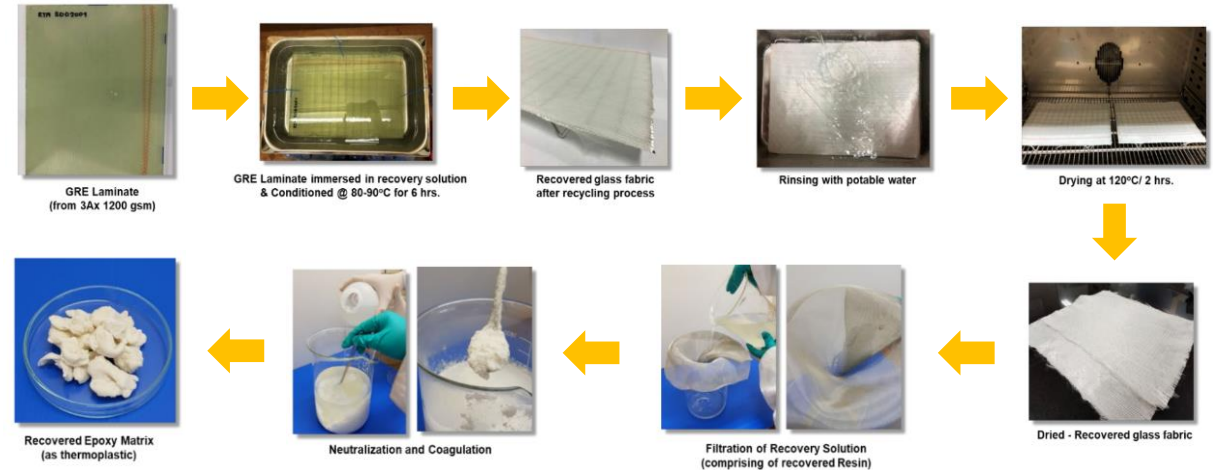 GRE Laminate
(from 3Ax 1200 gsm)
GRE Laminate immersed in recovery solution
& Conditioned @ 80-90°C for 6 hrs.
Recovered glass fabric
after recycling process
Rinsing with potable water
Drying at 120°C/ 2 hrs.
Recovered Epoxy Matrix
(as thermoplastic)
Neutralization and Coagulation
Filtration of Recovery Solution
(comprising of recovered Resin)
Dried - Recovered glass fabric